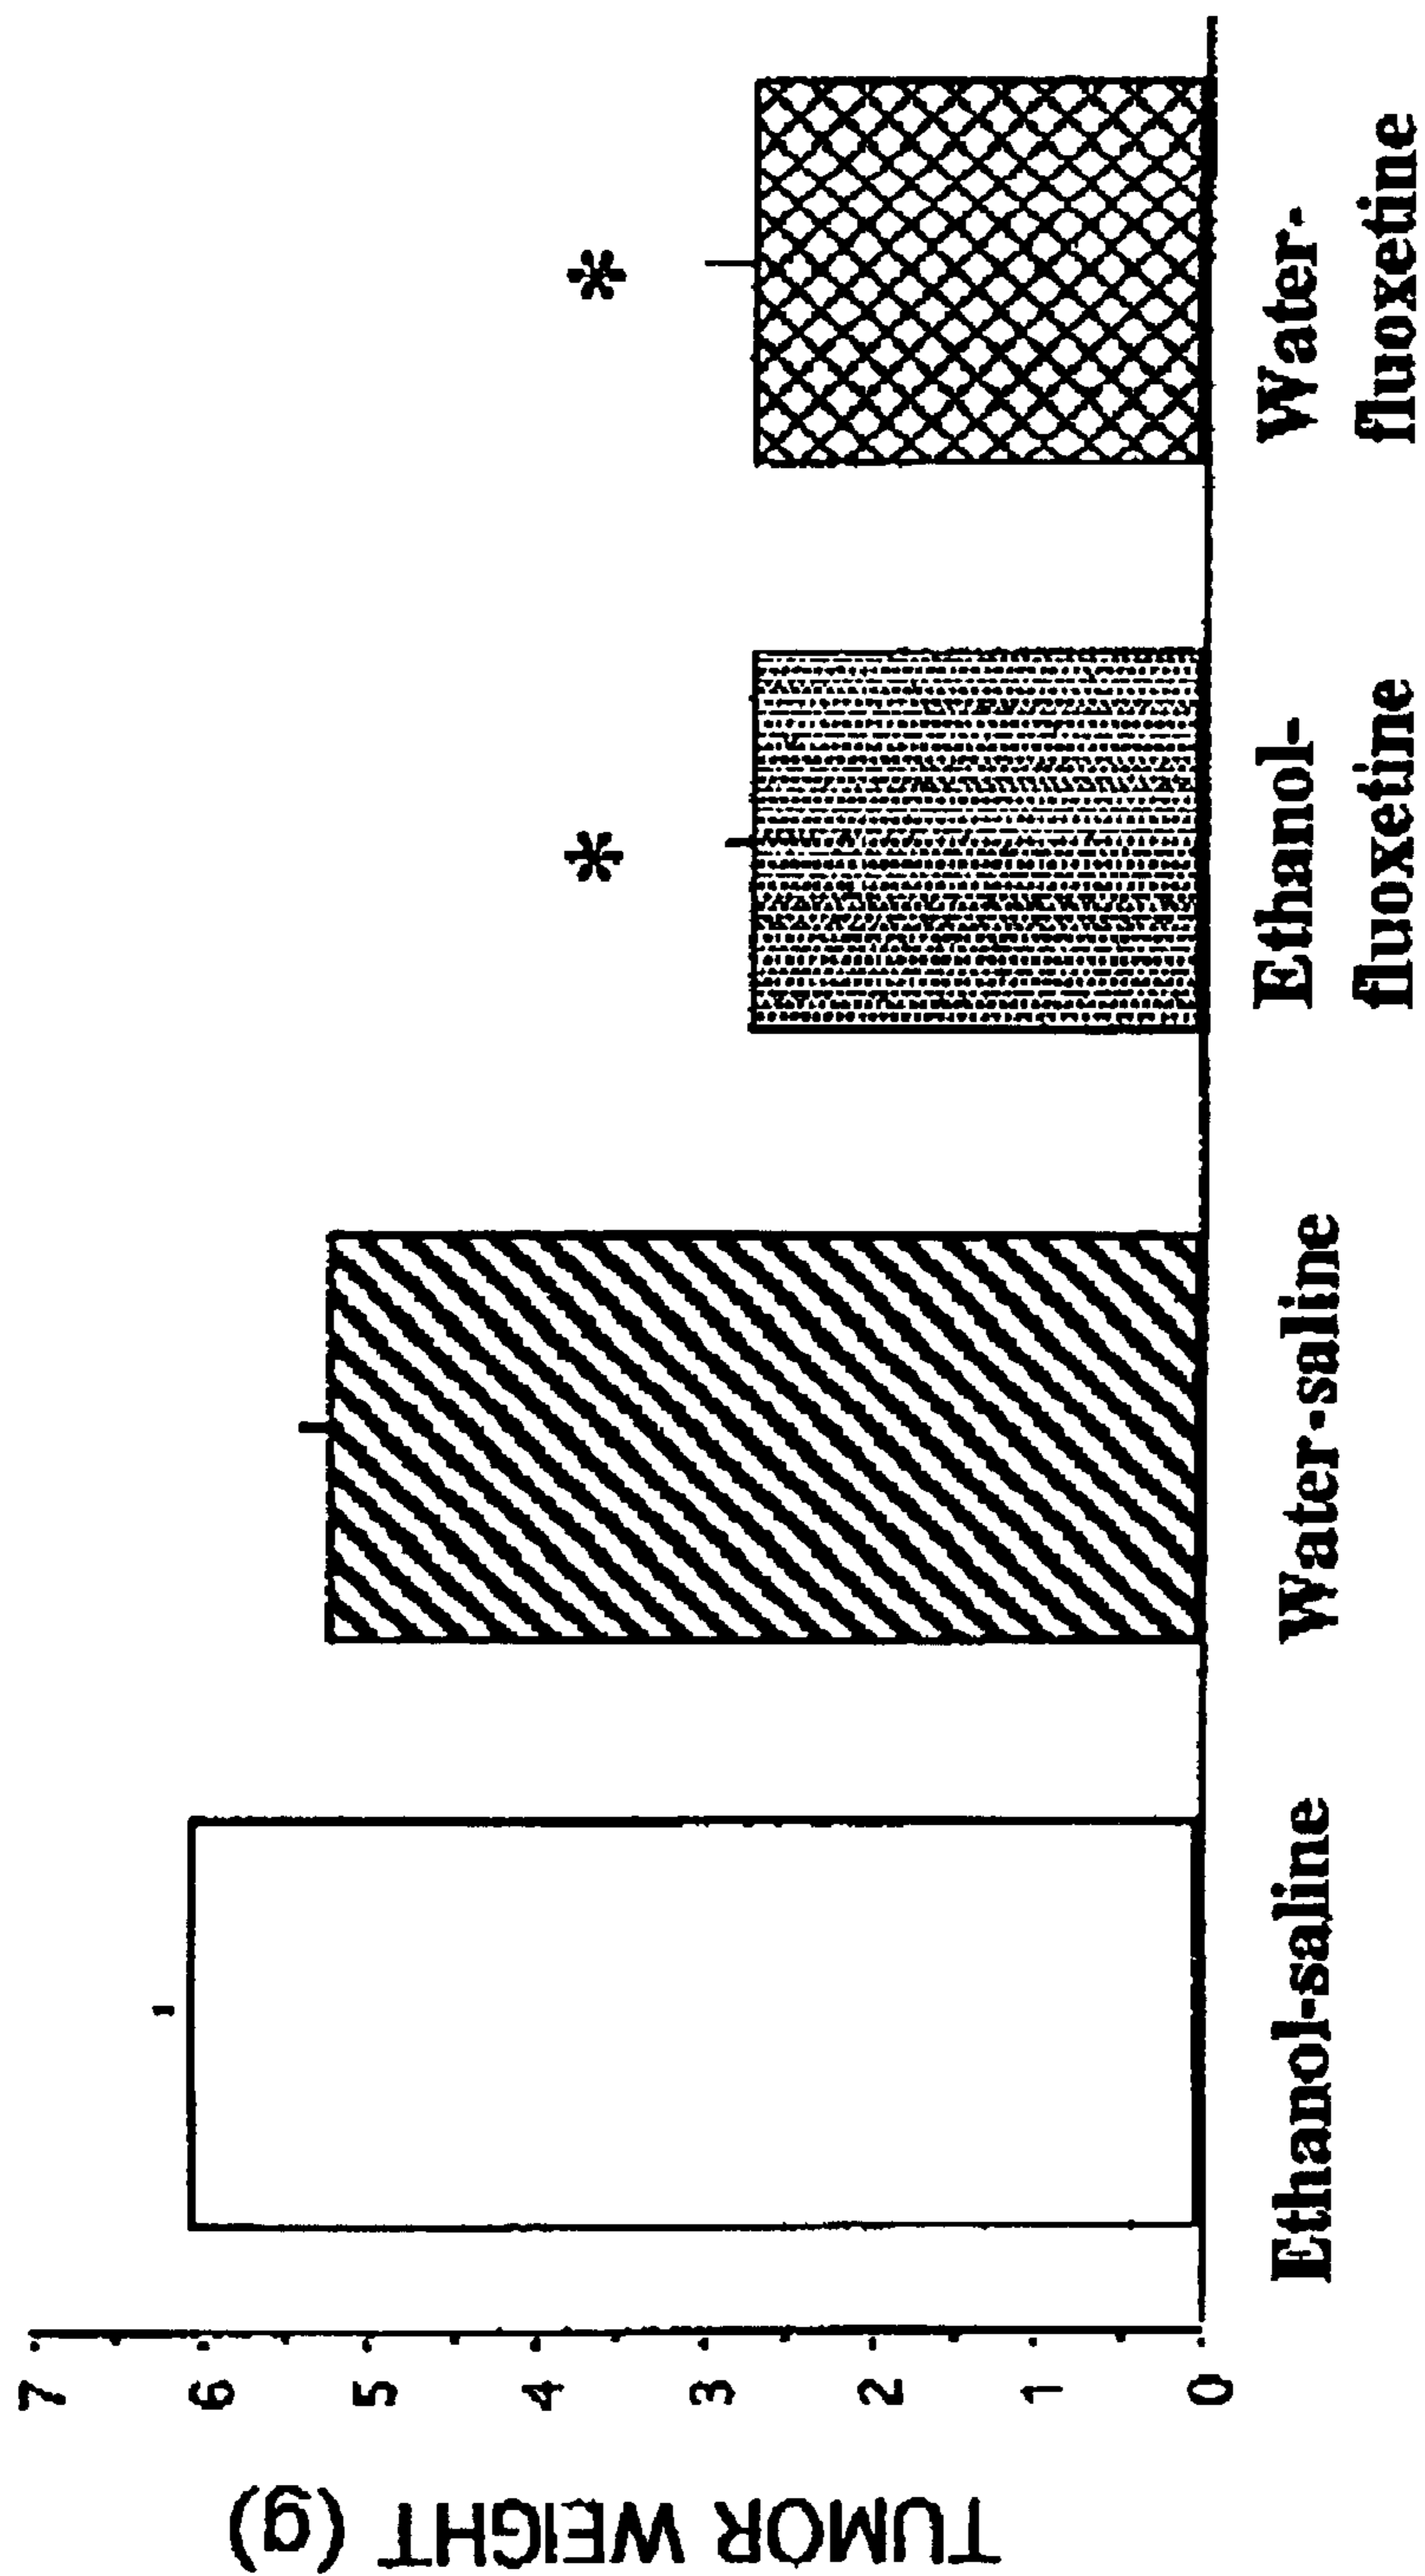 TUMOR WEIGHT (g)
7
6
5
4
3
2
1
0
*
*
Ethanol-saline
Water-saline
Ethanol-
fluoxetine
Water-
fluoxetine